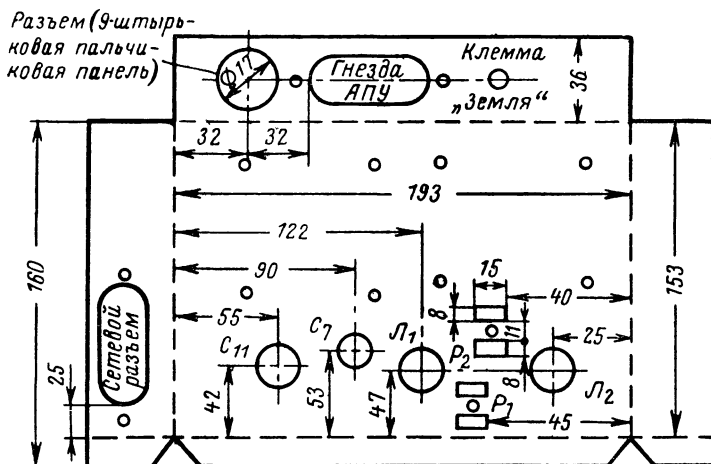 Разъем (9-штырь-
ковая пальчи-
ковая панель)
Ф17
Гнезда
АПУ
Клемма
„Земля“
36
32
32
193
122
90
55
160
153
15
8
40
11
25
8
С11
С7
Л1
Р2
Л2
Р1
Сетевой
разъем
25
42
53
47
45